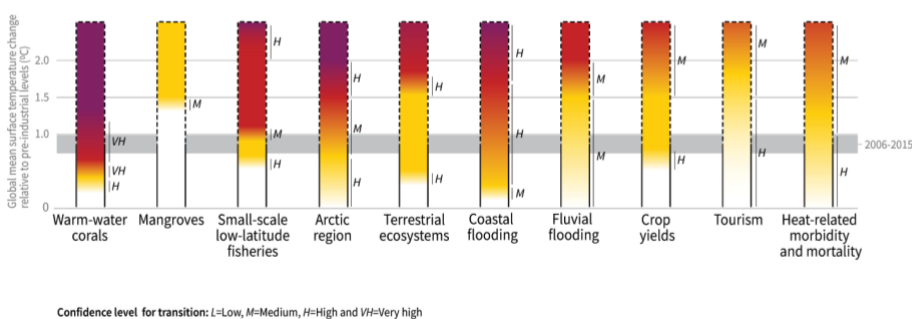 Global mean surface temperature change
relative to pre-industrial levels (ºC)
2.0
1.5
1.0
0
2006-2015
VH
VH
H
M
H
M
H
H
M
H
H
H
H
H
M
M
M
M
H
M
H
M
H
Warm-water
corals
Mangroves
Small-scale
low-latitude
fisheries
Arctic
region
Terrestrial
ecosystems
Coastal
flooding
Fluvial
flooding
Crop
yields
Tourism
Heat-related
morbidity
and mortality
Confidence level for transition: L=Low, M=Medium, H=High and VH=Very high